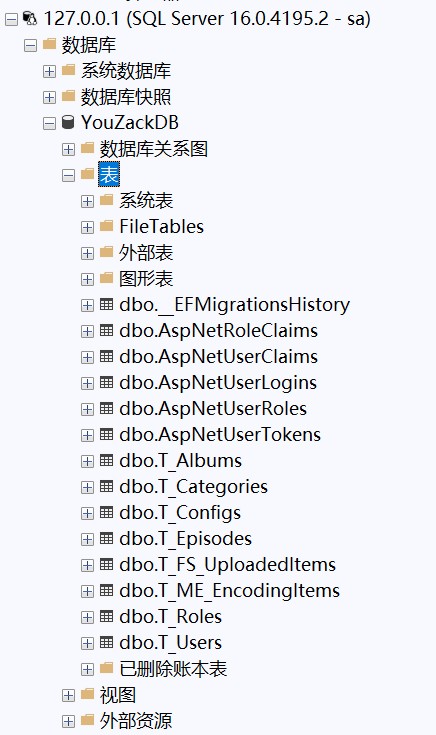 127.0.0.1 (SQL Server 16.0.4195.2 - sa)
数据库
系统数据库
数据库快照
YouZackDB
数据库关系图
表
系统表
FileTables
外部表
图形表
dbo.__EFMigrationsHistory
dbo.AspNetRoleClaims
dbo.AspNetUserClaims
dbo.AspNetUserLogins
dbo.AspNetUserRoles
dbo.AspNetUserTokens
dbo.T_Albums
dbo.T_Categories
dbo.T_Configs
dbo.T_Episodes
dbo.T_FS_UploadedItems
dbo.T_ME_EncodingItems
dbo.T_Roles
dbo.T_Users
已删除账本表
视图
外部资源